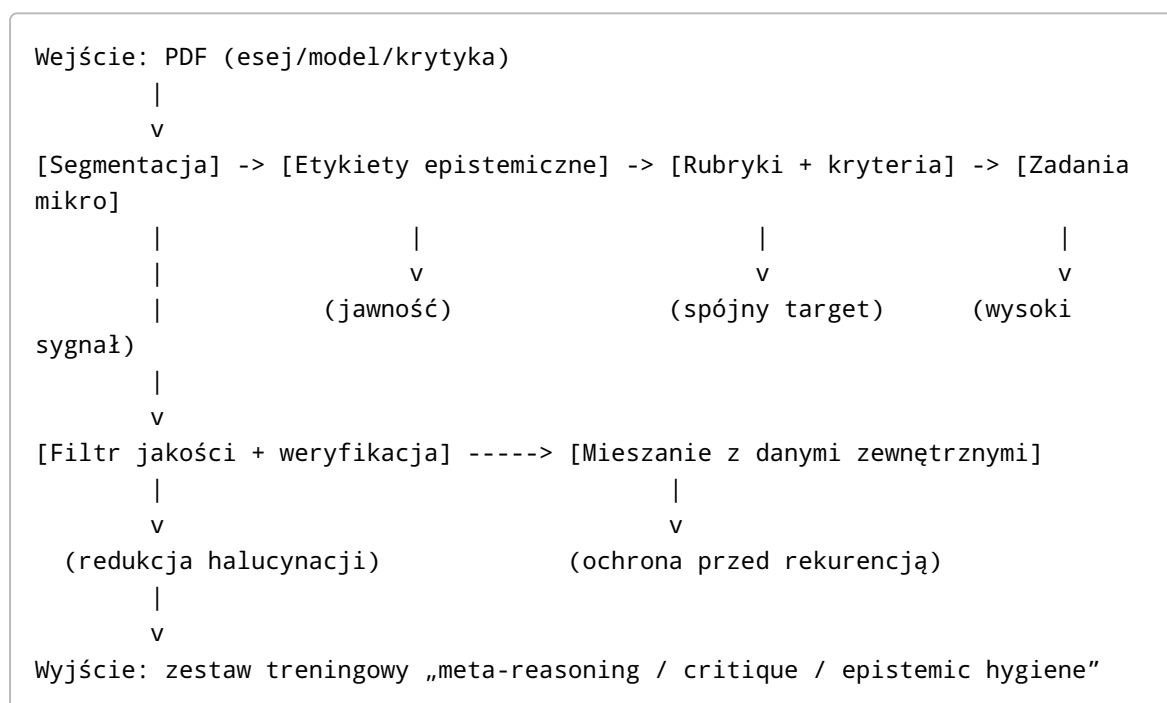 Wejście: PDF (esej/model/krytyka)
|
v
[Segmentacja] -> [Etykiety epistemiczne] -> [Rubryki + kryteria] -> [Zadania
mikro]
| | | |
| v v v
| (jawność) (spójny target) (wysoki
sygnał)
|
v
[Filtr jakości + weryfikacja] -----> [Mieszanie z danymi zewnętrznymi]
| |
v v
(redukcja halucynacji) (ochrona przed rekurencją)
|
v
Wyjście: zestaw treningowy „meta-reasoning / critique / epistemic hygiene”